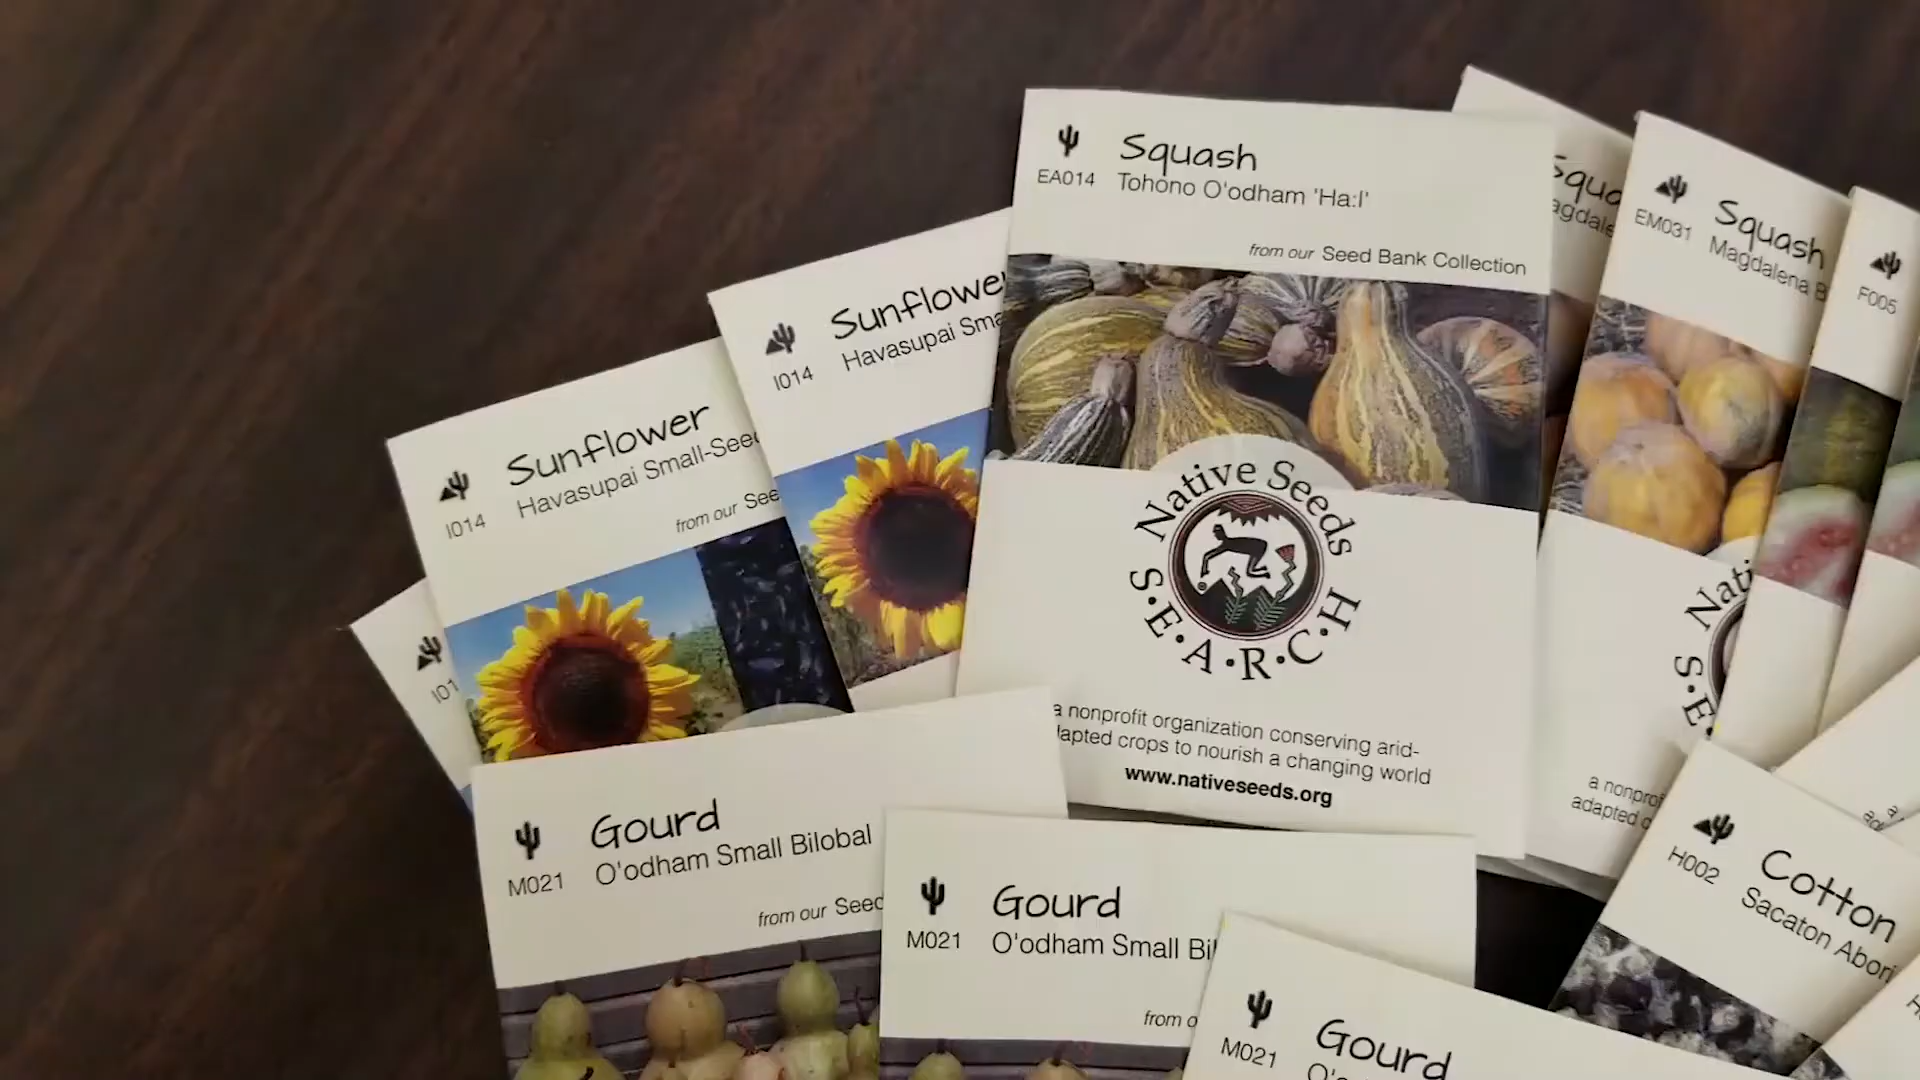 Squash
EA014
Tohono O'odham 'Ha:l'
from our Seed Bank Collection
Native Seeds
S·E·A·R·C·H
a nonprofit organization conserving arid-
adapted crops to nourish a changing world
www.nativeseeds.org
Sunflower
I014
Havasupai Small-Seed
from our See
Sunflowe
I014
Havasupai Sma
I01
Squa
agdale
Squash
EM031
Magdalena B
Nati
S·E·
a nonprof
adapted c
F005
Gourd
M021
O'odham Small Bilobal
from our Seed
Gourd
M021
O'odham Small Bil
from o
Gourd
M021
Cotton
H002
Sacaton Abori